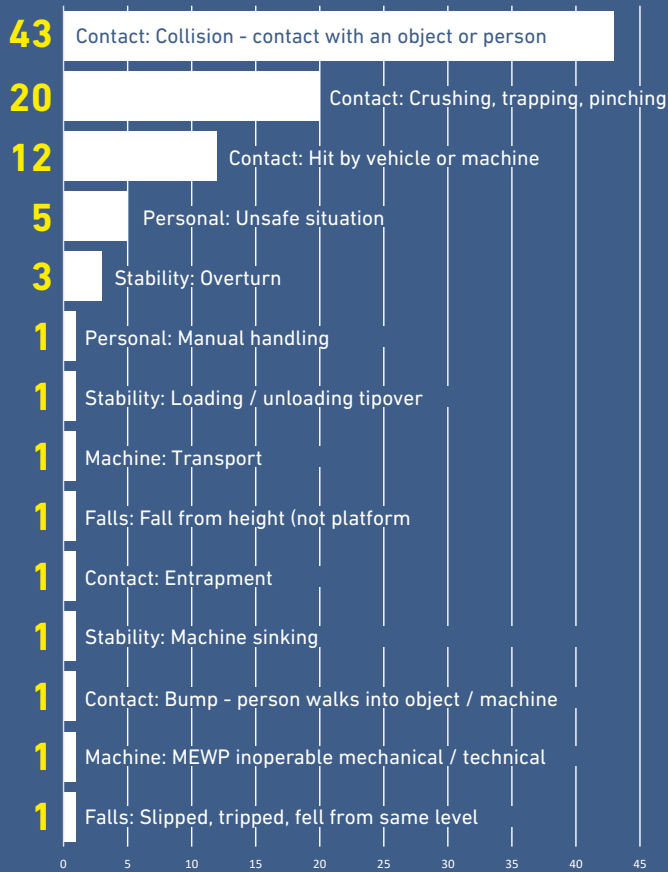 43 Contact: Collision - contact with an object or person
20 Contact: Crushing, trapping, pinching
12 Contact: Hit by vehicle or machine
5 Personal: Unsafe situation
3 Stability: Overturn
1 Personal: Manual handling
1 Stability: Loading / unloading tipover
1 Machine: Transport
1 Falls: Fall from height (not platform
1 Contact: Entrapment
1 Stability: Machine sinking
1 Contact: Bump - person walks into object / machine
1 Machine: MEWP inoperable mechanical / technical
1 Falls: Slipped, tripped, fell from same level
0 5 10 15 20 25 30 35 40 45